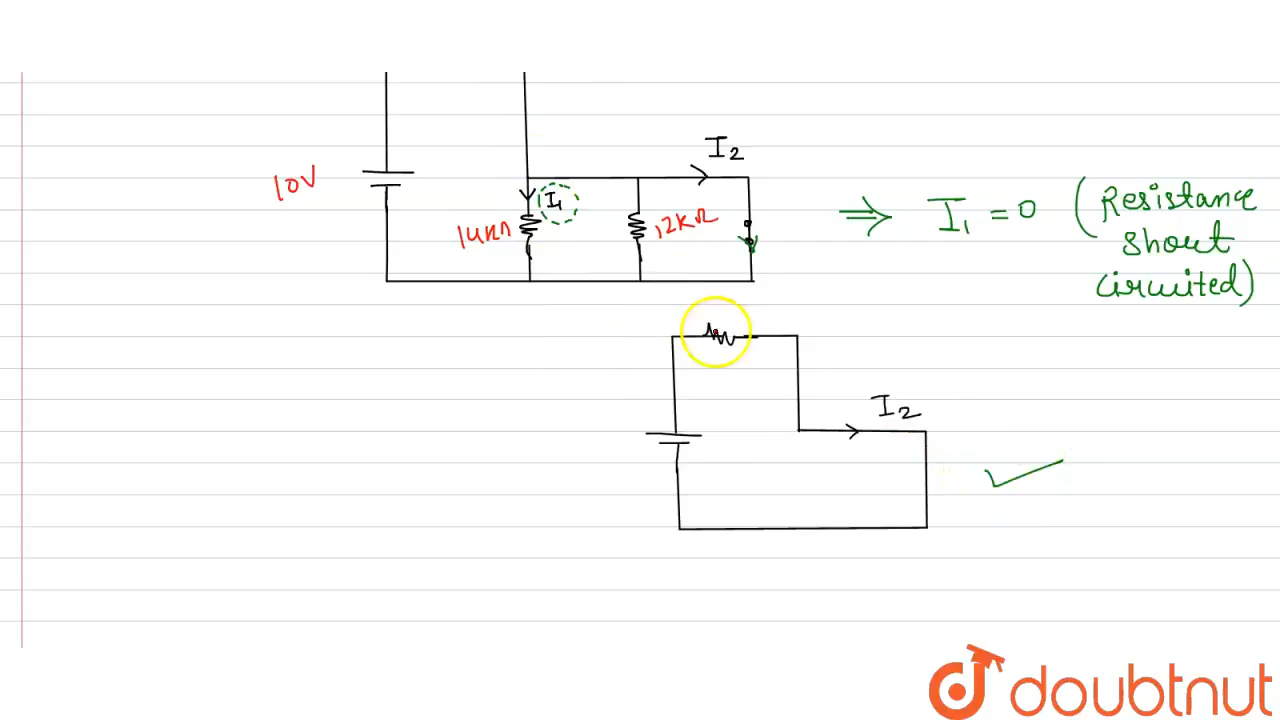 I2
10V
I1
14KΩ
12KΩ
⇒ I1 = 0 (Resistance
Short
circuited)
I2
doubtnut